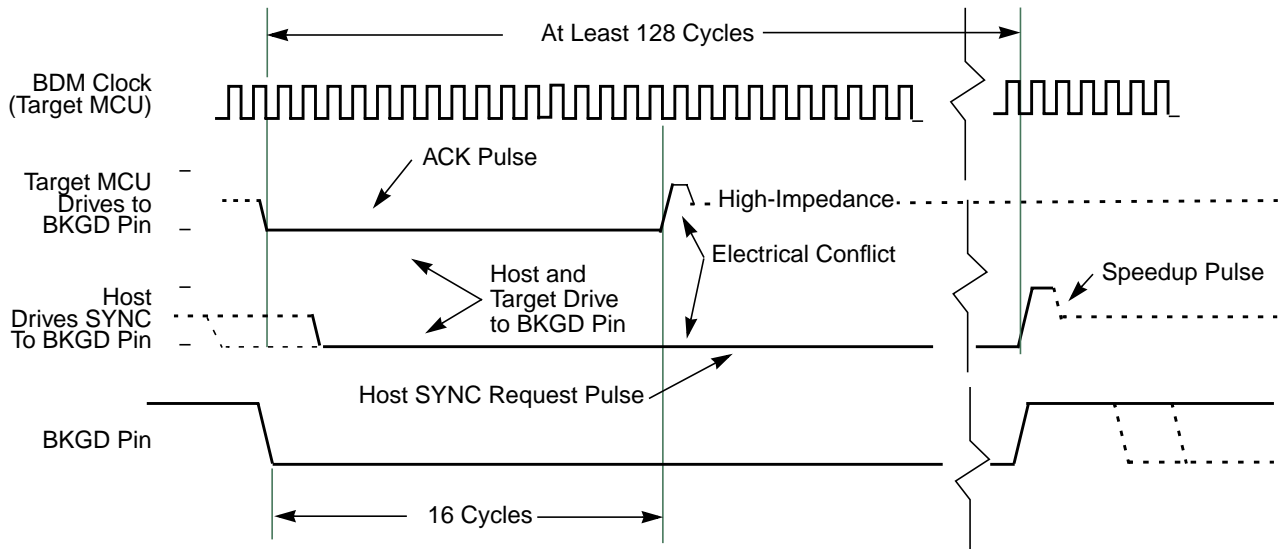 At Least 128 Cycles
BDM Clock
(Target MCU)
ACK Pulse
Target MCU
Drives to
BKGD Pin
High-Impedance
Electrical Conflict
Host and
Target Drive
to BKGD Pin
Speedup Pulse
Host
Drives SYNC
To BKGD Pin
Host SYNC Request Pulse
BKGD Pin
16 Cycles